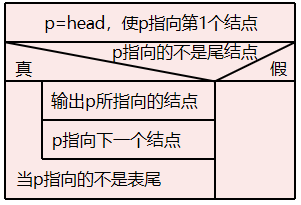 p=head，使p指向第1个结点
p指向的不是尾结点
真
假
输出p所指向的结点
p指向下一个结点
当p指向的不是表尾